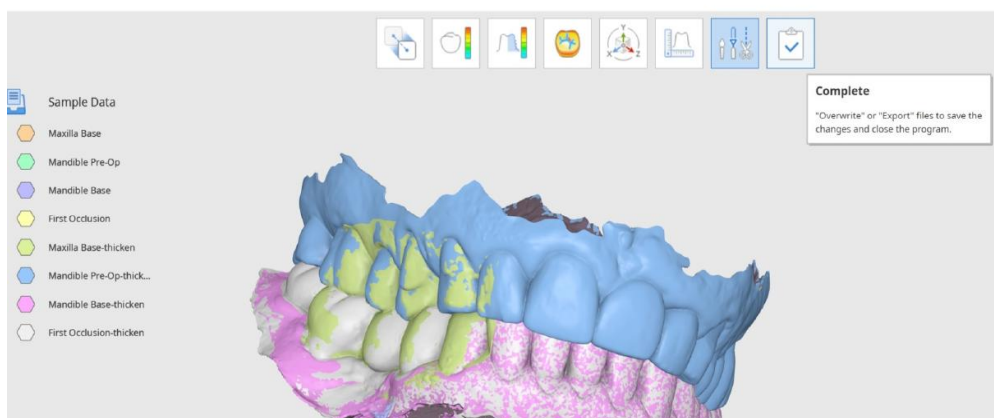 Y
X
Z
Complete
"Overwrite" or "Export" files to save the
changes and close the program.
Sample Data
Maxilla Base
Mandible Pre-Op
Mandible Base
First Occlusion
Maxilla Base-thicken
Mandible Pre-Op-thick...
Mandible Base-thicken
First Occlusion-thicken